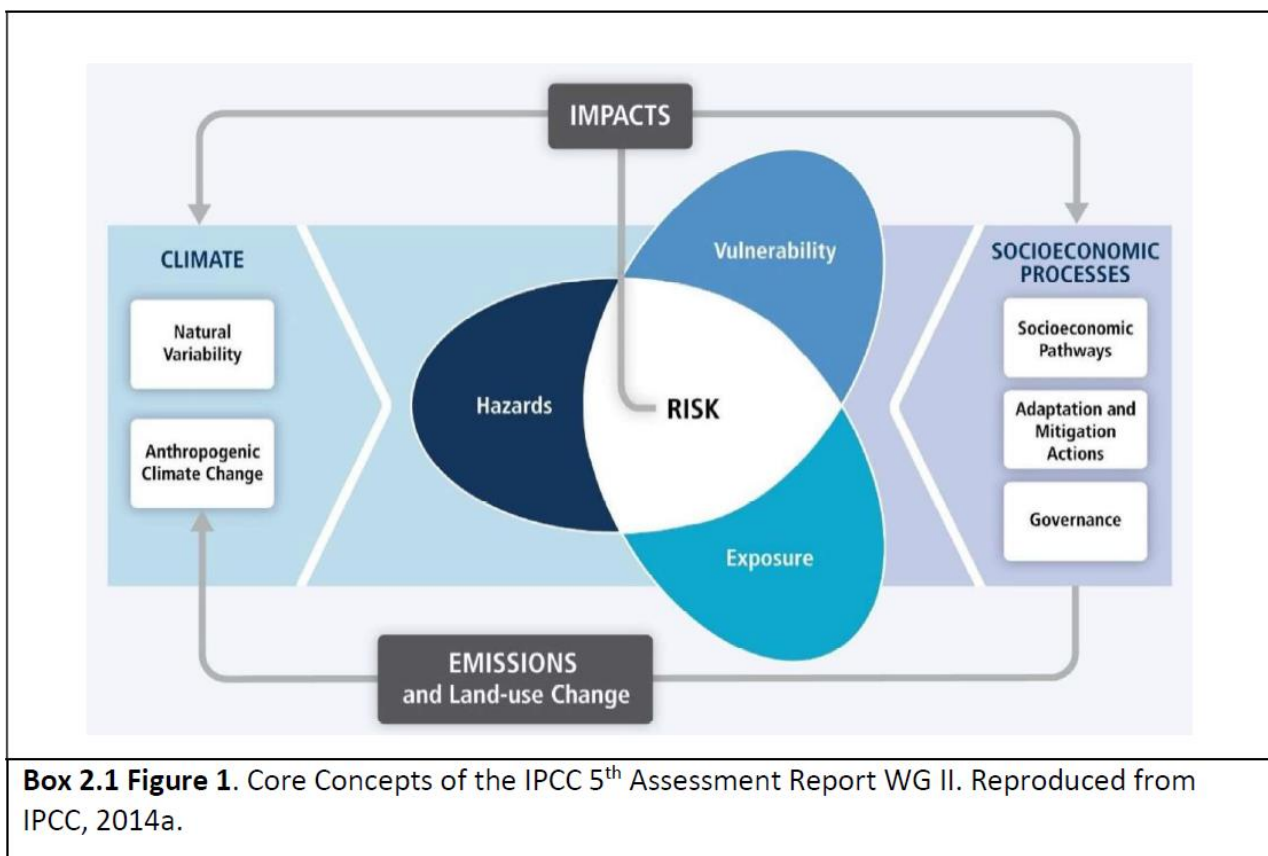 IMPACTS
CLIMATE
Natural
Variability
Anthropogenic
Climate Change
Vulnerability
Hazards
RISK
Exposure
SOCIOECONOMIC
PROCESSES
Socioeconomic
Pathways
Adaptation and
Mitigation
Actions
Governance
EMISSIONS
and Land-use Change
Box 2.1 Figure 1. Core Concepts of the IPCC 5th Assessment Report WG II. Reproduced from
IPCC, 2014a.